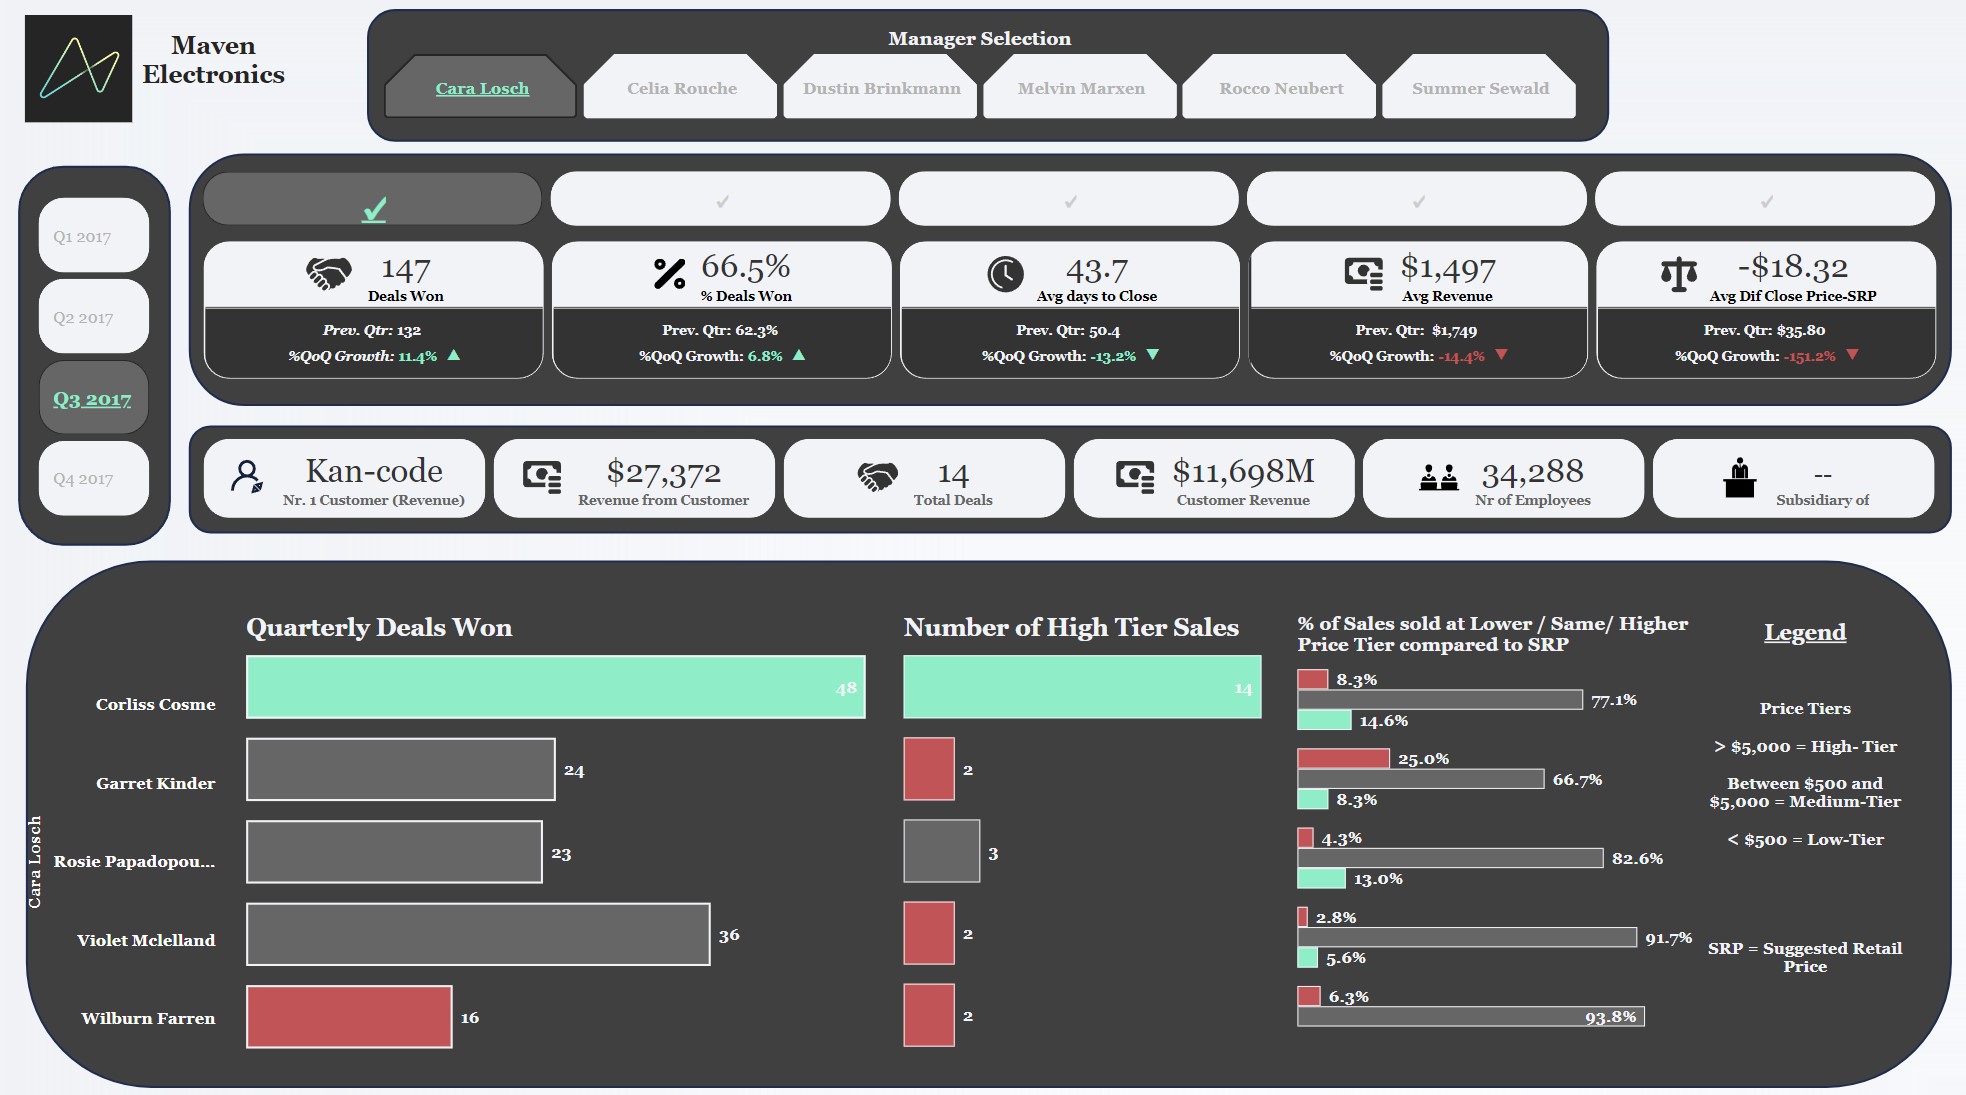 Maven
Electronics
Manager Selection
Cara Losch
Celia Rouche
Dustin Brinkmann
Melvin Marxen
Rocco Neubert
Summer Sewald
Q1 2017
Q2 2017
Q3 2017
Q4 2017
147
Deals Won
Prev. Qtr: 132
%QoQ Growth: 11.4% ▲
66.5%
% Deals Won
Prev. Qtr: 62.3%
%QoQ Growth: 6.8% ▲
43.7
Avg days to Close
Prev. Qtr: 50.4
%QoQ Growth: -13.2% ▼
$1,497
Avg Revenue
Prev. Qtr: $1,749
%QoQ Growth: -14.4% ▼
-$18.32
Avg Dif Close Price-SRP
Prev. Qtr: $35.80
%QoQ Growth: -151.2% ▼
Kan-code
Nr. 1 Customer (Revenue)
$27,372
Revenue from Customer
14
Total Deals
$11,698M
Customer Revenue
34,288
Nr of Employees
--
Subsidiary of
Cara Losch
Quarterly Deals Won
Number of High Tier Sales
% of Sales sold at Lower / Same/ Higher
Price Tier compared to SRP
Corliss Cosme
48
14
8.3%
77.1%
14.6%
Garret Kinder
24
2
25.0%
66.7%
8.3%
Rosie Papadopou...
23
3
4.3%
82.6%
13.0%
Violet Mclelland
36
2
2.8%
91.7%
5.6%
Wilburn Farren
16
2
6.3%
93.8%
Legend
Price Tiers
> $5,000 = High- Tier
Between $500 and
$5,000 = Medium-Tier
< $500 = Low-Tier
SRP = Suggested Retail
Price